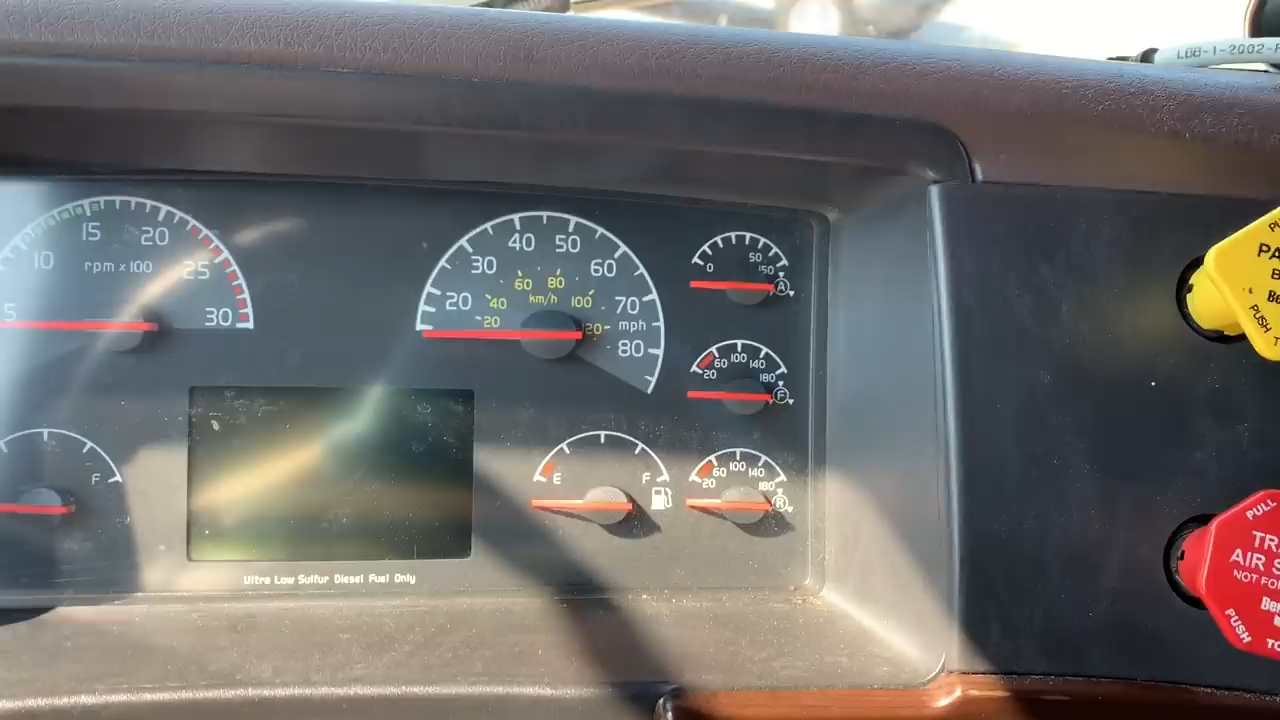 LBB-1-2002-
5
10
15
20
25
30
rpm x 100
20
30
40
50
60
70
80
mph
20
40
60
80
100
120
km/h
0
50
150
A
20
60
100
140
180
F
F
E
F
20
60
100
140
180
R
Ultra Low Sulfur Diesel Fuel Only
PUSH
PULL
AIR S
NOT FO
PUSH